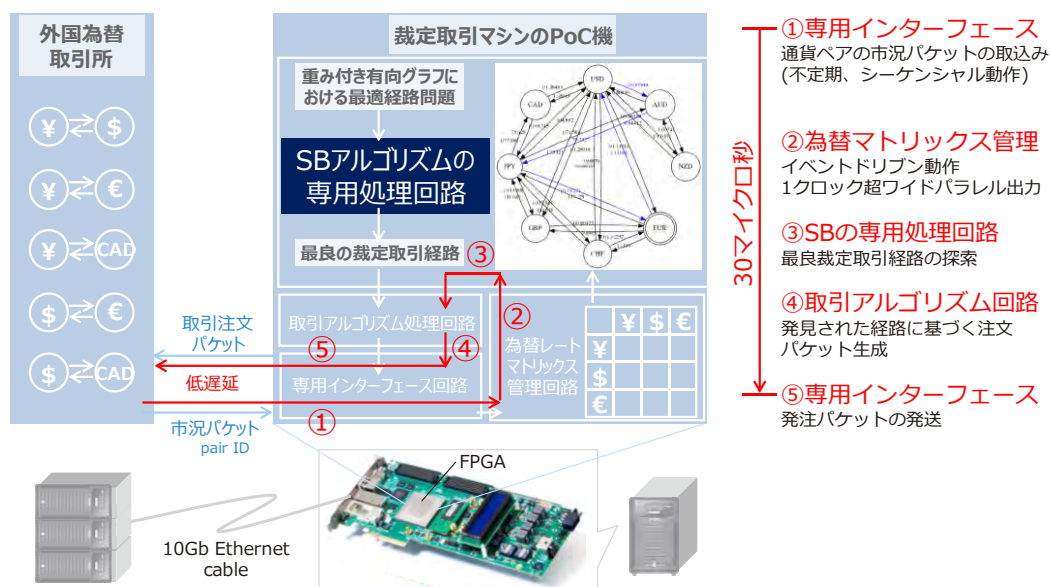 外国為替
取引所
¥ $
¥ €
¥ CAD
$ €
$ CAD
裁定取引マシンのPoC機
重み付き有向グラフに
おける最適経路問題
SBアルゴリズムの
専用処理回路
最良の裁定取引経路
③
取引アルゴリズム処理回路
④
②
⑤
専用インターフェース回路
①
為替レート
マトリックス
管理回路
¥ $ €
¥
$
€
USD
CAD
AUD
JPY
NZD
GBP
EUR
CHF
取引注文
パケット
低遅延
市況パケット
pair ID
FPGA
10Gb Ethernet
cable
30マイクロ秒
①専用インターフェース
通貨ペアの市況パケットの取込み
(不定期、シーケンシャル動作)
②為替マトリックス管理
イベントドリブン動作
1クロック超ワイドパラレル出力
③SBの専用処理回路
最良裁定取引経路の探索
④取引アルゴリズム回路
発見された経路に基づく注文
パケット生成
⑤専用インターフェース
発注パケットの発送